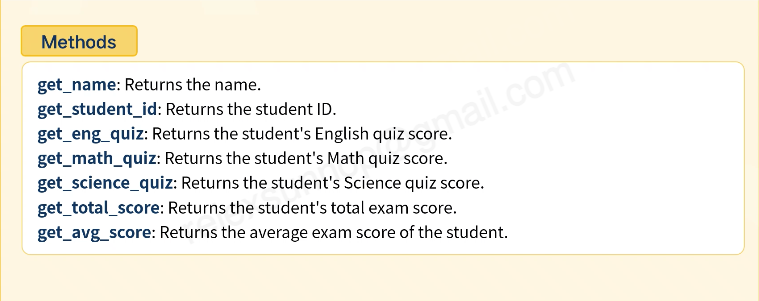 Methods
get_name: Returns the name.
get_student_id: Returns the student ID.
get_eng_quiz: Returns the student's English quiz score.
get_math_quiz: Returns the student's Math quiz score.
get_science_quiz: Returns the student's Science quiz score.
get_total_score: Returns the student's total exam score.
get_avg_score: Returns the average exam score of the student.